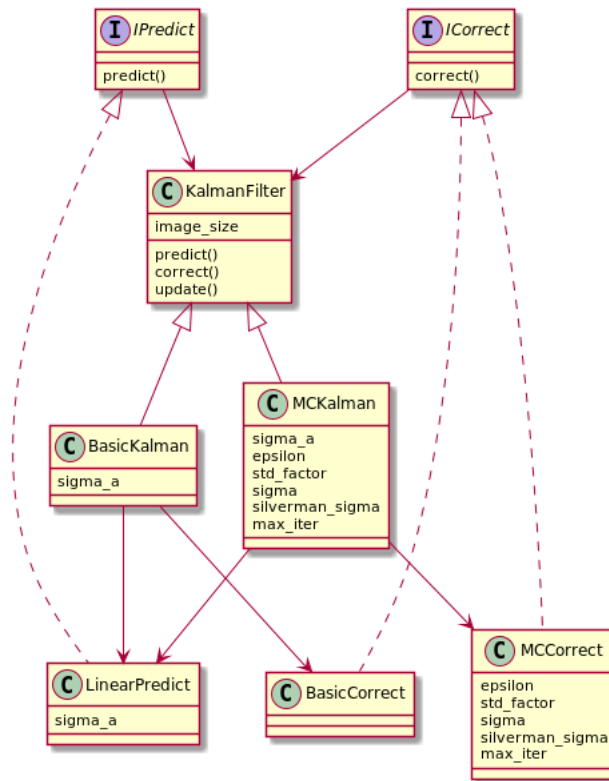 I IPredict
predict()
I ICorrect
correct()
C KalmanFilter
image_size
predict()
correct()
update()
C BasicKalman
sigma_a
C MCKalman
sigma_a
epsilon
std_factor
sigma
silverman_sigma
max_iter
C LinearPredict
sigma_a
C BasicCorrect
C MCCorrect
epsilon
std_factor
sigma
silverman_sigma
max_iter